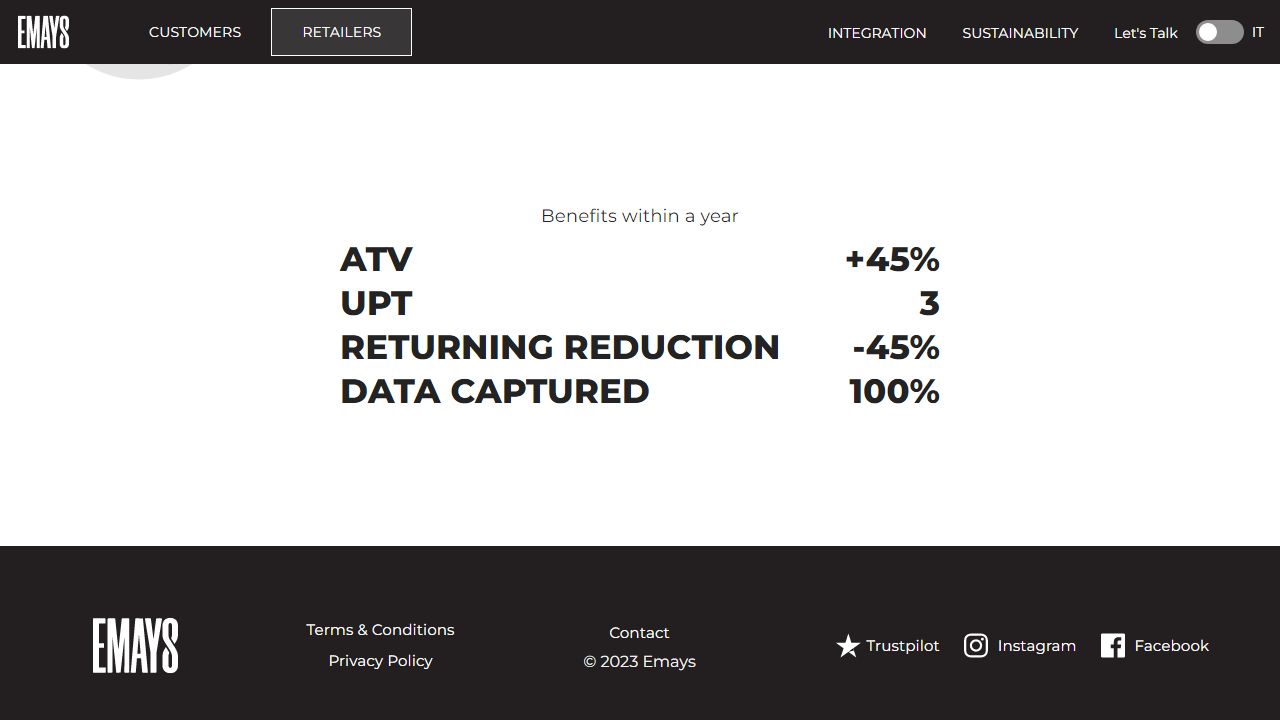 EMAYS
CUSTOMERS
RETAILERS
INTEGRATION
SUSTAINABILITY
Let's Talk
IT
Benefits within a year
ATV +45%
UPT 3
RETURNING REDUCTION -45%
DATA CAPTURED 100%
EMAYS
Terms & Conditions
Privacy Policy
Contact
© 2023 Emays
Trustpilot
Instagram
Facebook